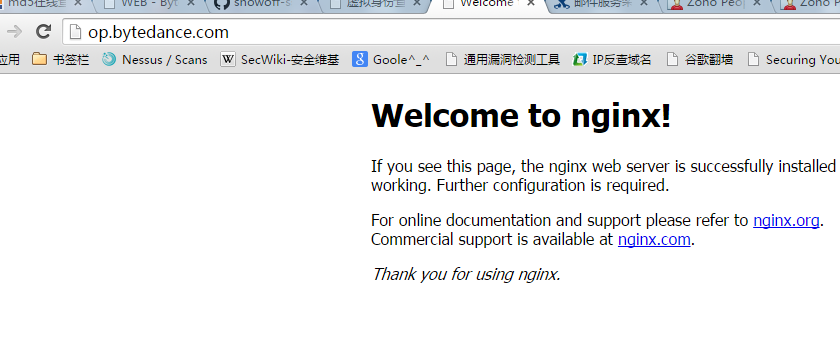 md5在线查
WEB - Byt
showoff-s
虚拟身份查
Welcome
邮件服务
Zoho Peop
Zoho P
op.bytedance.com
应用 书签栏 Nessus / Scans SecWiki-安全维基 Goole^_^ 通用漏洞检测工具 IP反查域名 谷歌翻墙 Securing You
Welcome to nginx!
If you see this page, the nginx web server is successfully installed
working. Further configuration is required.
For online documentation and support please refer to nginx.org.
Commercial support is available at nginx.com.
Thank you for using nginx.